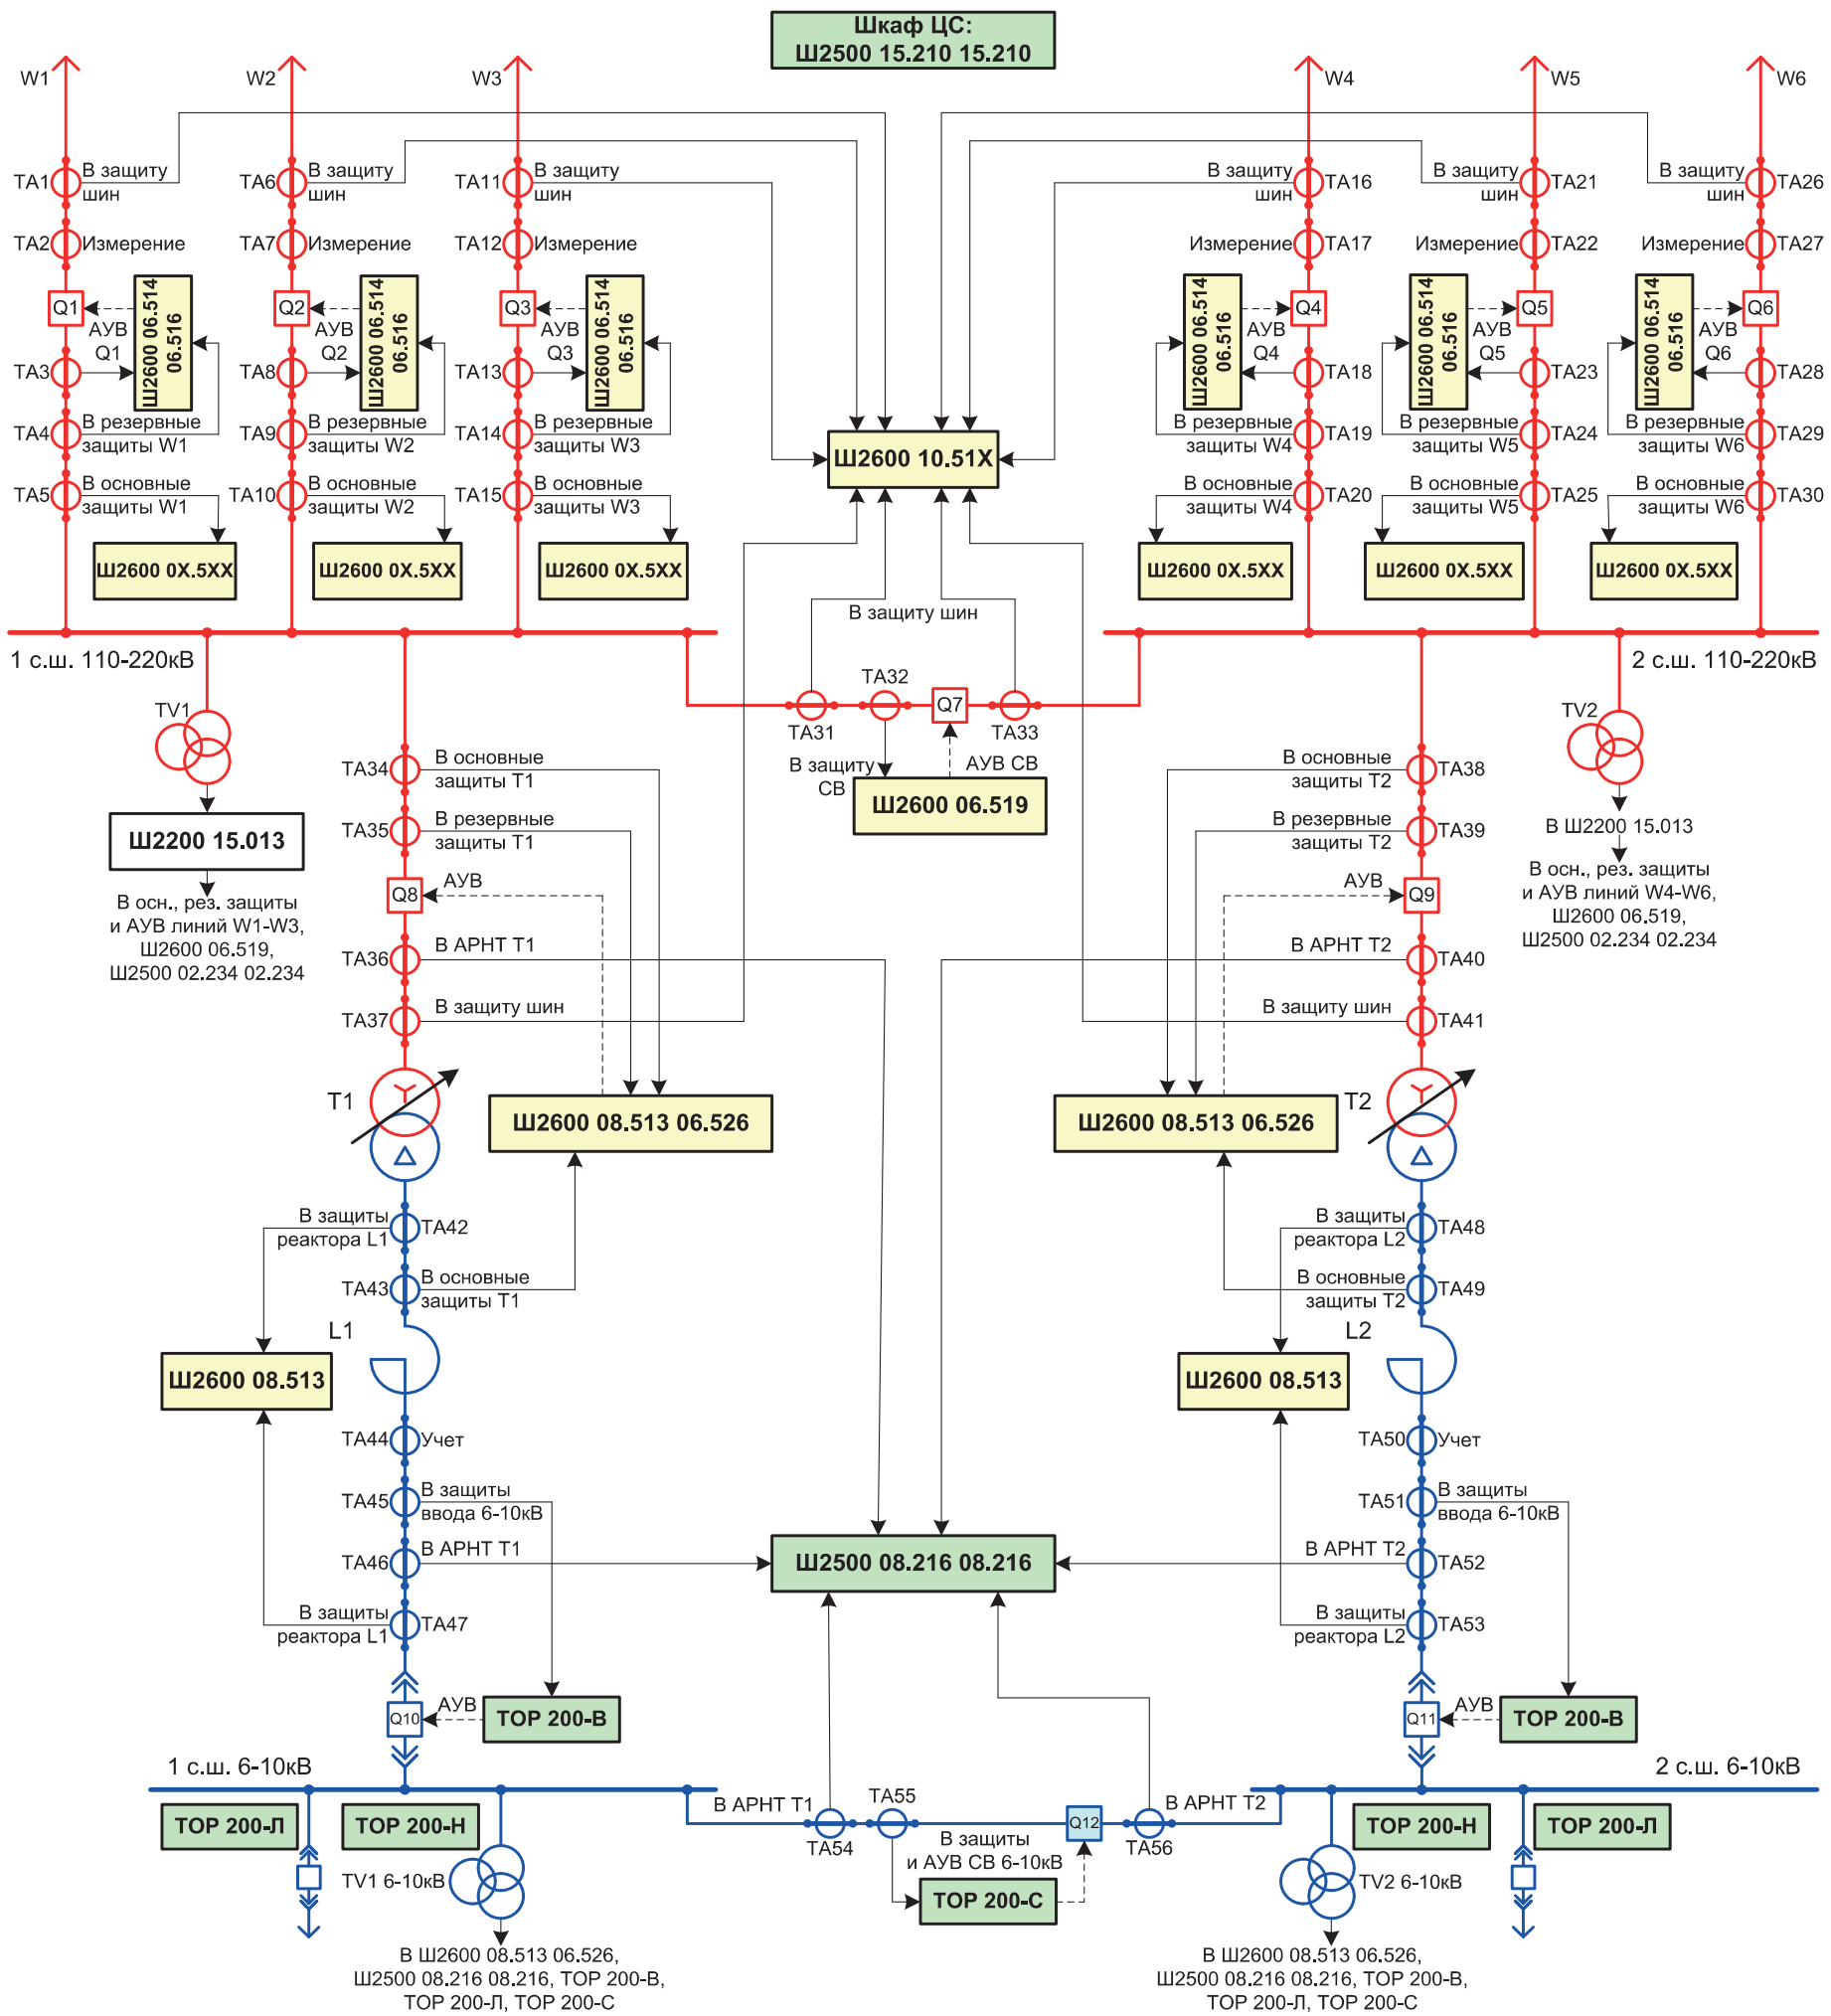 Шкаф ЦС:
Ш2500 15.210 15.210
W1
W2
W3
W4
W5
W6
TA1
В защиту
шин
TA6
В защиту
шин
TA11
В защиту
шин
В защиту
шин
TA16
В защиту
шин
TA21
В защиту
шин
TA26
TA2
Измерение
TA7
Измерение
TA12
Измерение
Измерение
TA17
Измерение
TA22
Измерение
TA27
Q1
АУВ
Q1
Ш2600 06.514
06.516
Q2
АУВ
Q2
Ш2600 06.514
06.516
Q3
АУВ
Q3
Ш2600 06.514
06.516
Ш2600 06.514
06.516
АУВ
Q4
Q4
Ш2600 06.514
06.516
АУВ
Q5
Q5
Ш2600 06.514
06.516
АУВ
Q6
Q6
TA3
TA8
TA13
TA18
TA23
TA28
TA4
В резервные
защиты W1
TA9
В резервные
защиты W2
TA14
В резервные
защиты W3
В резервные
защиты W4
TA19
В резервные
защиты W5
TA24
В резервные
защиты W6
TA29
Ш2600 10.51Х
TA5
В основные
защиты W1
TA10
В основные
защиты W2
TA15
В основные
защиты W3
В основные
защиты W4
TA20
В основные
защиты W5
TA25
В основные
защиты W6
TA30
Ш2600 0Х.5ХХ
Ш2600 0Х.5ХХ
Ш2600 0Х.5ХХ
Ш2600 0Х.5ХХ
Ш2600 0Х.5ХХ
Ш2600 0Х.5ХХ
В защиту шин
1 с.ш. 110-220кВ
2 с.ш. 110-220кВ
TA32
TA31
Q7
TA33
TV1
TV2
В защиту
СВ
АУВ СВ
Ш2600 06.519
TA34
В основные
защиты Т1
В основные
защиты Т2
TA38
Ш2200 15.013
TA35
В резервные
защиты Т1
В резервные
защиты Т2
TA39
В Ш2200 15.013
В осн., рез. защиты
и АУВ линий W1-W3,
Ш2600 06.519,
Ш2500 02.234 02.234
Q8
АУВ
АУВ
Q9
В осн., рез. защиты
и АУВ линий W4-W6,
Ш2600 06.519,
Ш2500 02.234 02.234
TA36
В АРНТ Т1
В АРНТ Т2
TA40
TA37
В защиту шин
В защиту шин
TA41
T1
Ш2600 08.513 06.526
Ш2600 08.513 06.526
T2
В защиты
реактора L1
TA42
В защиты
реактора L2
TA48
TA43
В основные
защиты Т1
В основные
защиты Т2
TA49
L1
L2
Ш2600 08.513
Ш2600 08.513
TA44
Учет
TA50
Учет
TA45
В защиты
ввода 6-10кВ
TA51
В защиты
ввода 6-10кВ
TA46
В АРНТ Т1
Ш2500 08.216 08.216
В АРНТ Т2
TA52
В защиты
реактора L1
TA47
В защиты
реактора L2
TA53
Q10
АУВ
ТОР 200-В
Q11
АУВ
ТОР 200-В
1 с.ш. 6-10кВ
2 с.ш. 6-10кВ
ТОР 200-Л
ТОР 200-Н
В АРНТ Т1
TA55
В АРНТ Т2
ТОР 200-Н
ТОР 200-Л
TA54
Q12
TA56
В защиты
и АУВ СВ 6-10кВ
TV1 6-10кВ
TV2 6-10кВ
ТОР 200-С
В Ш2600 08.513 06.526,
Ш2500 08.216 08.216, ТОР 200-В,
ТОР 200-Л, ТОР 200-С
В Ш2600 08.513 06.526,
Ш2500 08.216 08.216, ТОР 200-В,
ТОР 200-Л, ТОР 200-С